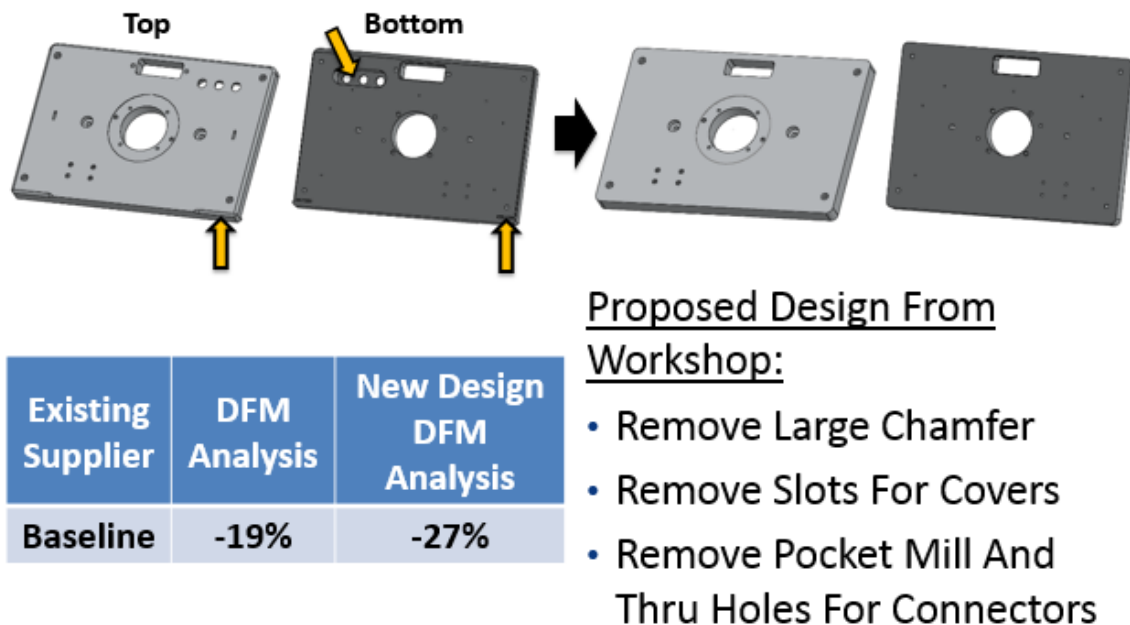 Top
Bottom
Proposed Design From
Workshop:
• Remove Large Chamfer
• Remove Slots For Covers
• Remove Pocket Mill And
Thru Holes For Connectors
Existing
Supplier
DFM
Analysis
New Design
DFM
Analysis
Baseline
-19%
-27%